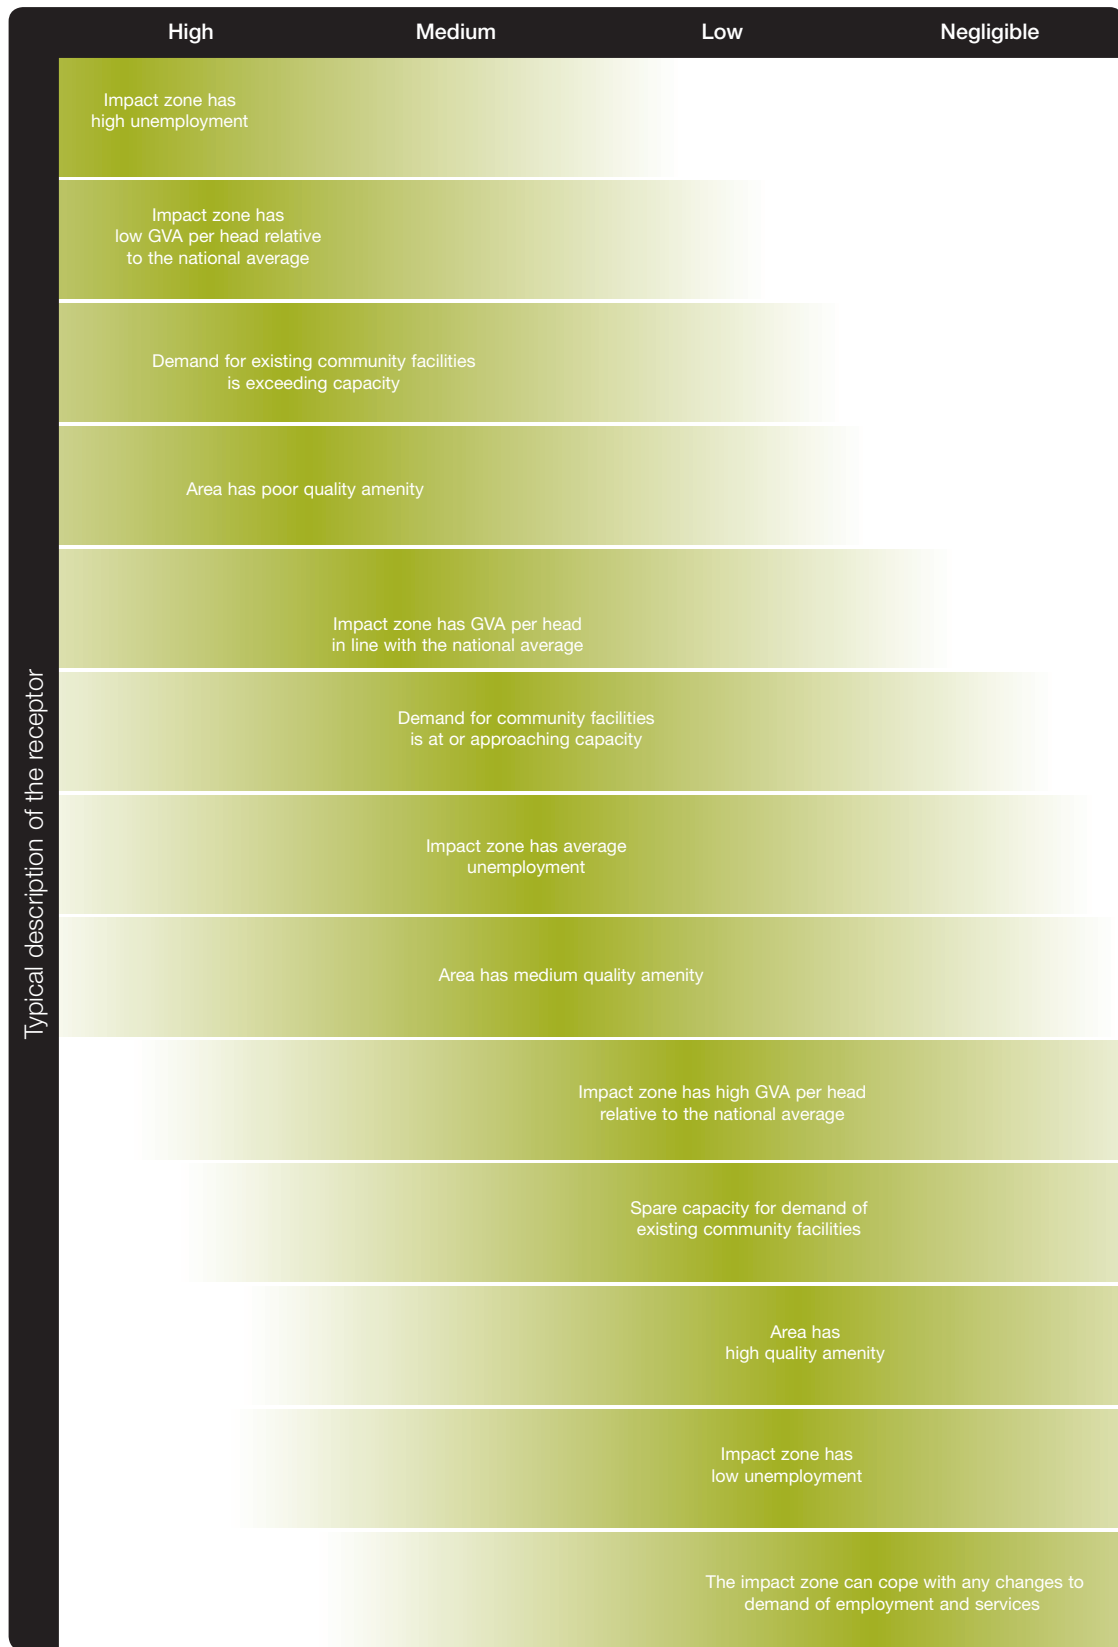 High Medium Low Negligible
Typical description of the receptor
Impact zone has
high unemployment
Impact zone has
low GVA per head relative
to the national average
Demand for existing community facilities
is exceeding capacity
Area has poor quality amenity
Impact zone has GVA per head
in line with the national average
Demand for community facilities
is at or approaching capacity
Impact zone has average
unemployment
Area has medium quality amenity
Impact zone has high GVA per head
relative to the national average
Spare capacity for demand of
existing community facilities
Area has
high quality amenity
Impact zone has
low unemployment
The impact zone can cope with any changes to
demand of employment and services